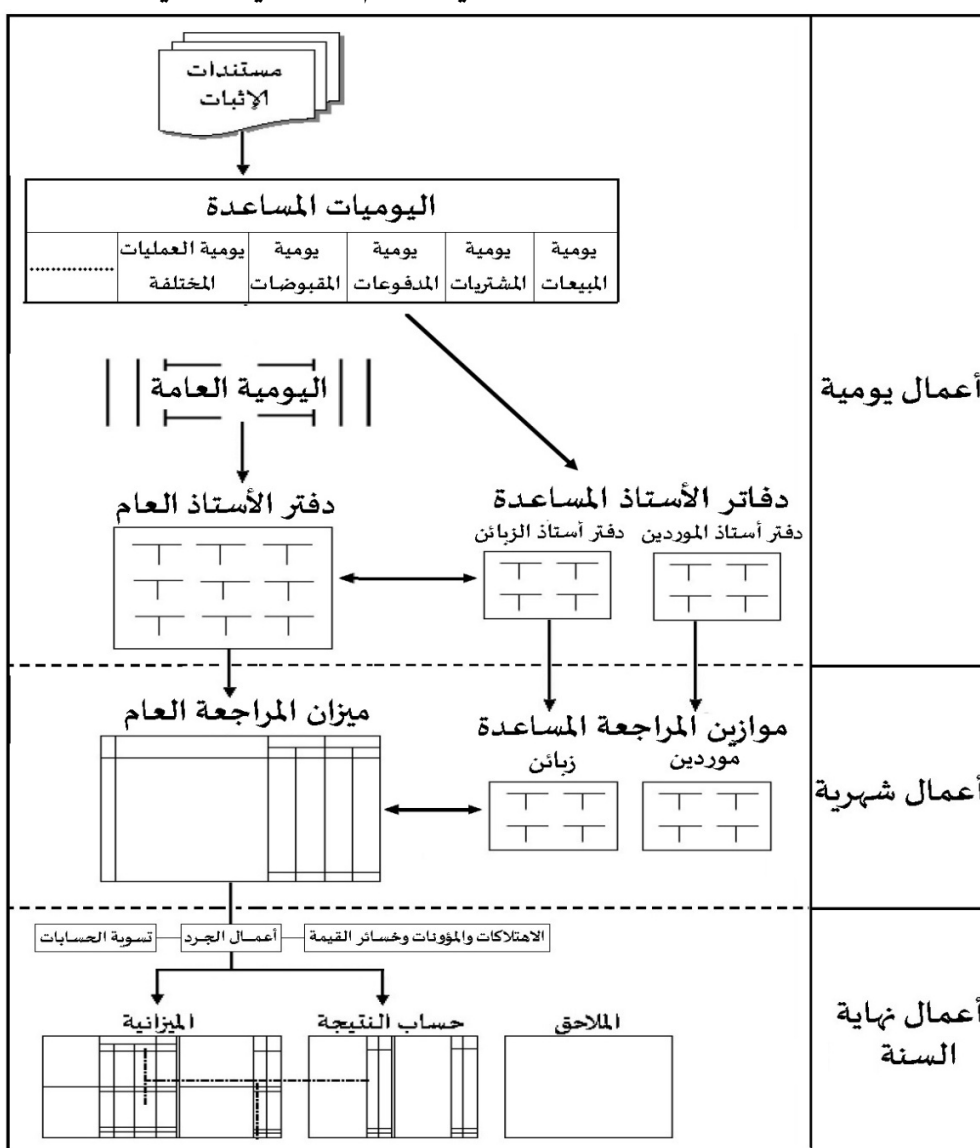 مستندات
الإثبات
اليوميات المساعدة
يومية المبيعات
يومية المشتريات
يومية المدفوعات
يومية المقبوضات
يومية العمليات المختلفة
................
اليومية العامة
أعمال يومية
دفاتر الأستاذ المساعدة
دفتر أستاذ الموردين
دفتر أستاذ الزبائن
دفتر الأستاذ العام
موازين المراجعة المساعدة
موردين
زبائن
ميزان المراجعة العام
أعمال شهرية
الاهتلاكات والمؤونات وخسائر القيمة
أعمال الجرد
تسوية الحسابات
الملاحق
حساب النتيجة
الميزانية
أعمال نهاية
السنة